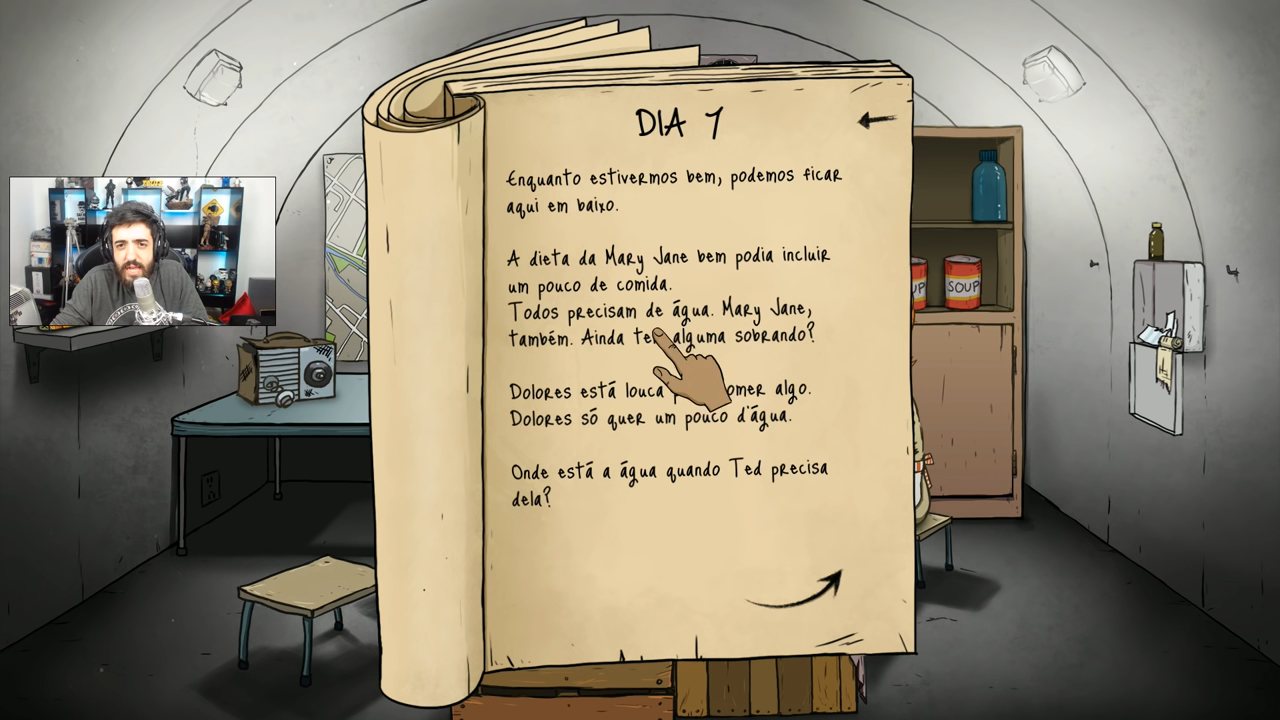 DIA 7
Enquanto estivermos bem, podemos ficar
aqui em baixo.
A dieta da Mary Jane bem podia incluir
um pouco de comida.
Todos precisam de água. Mary Jane,
também. Ainda alguma sobrando?
Dolores está louca omer algo.
Dolores só quer um pouco d'água.
Onde está a água quando Ted precisa
dela?
UP
SOUP